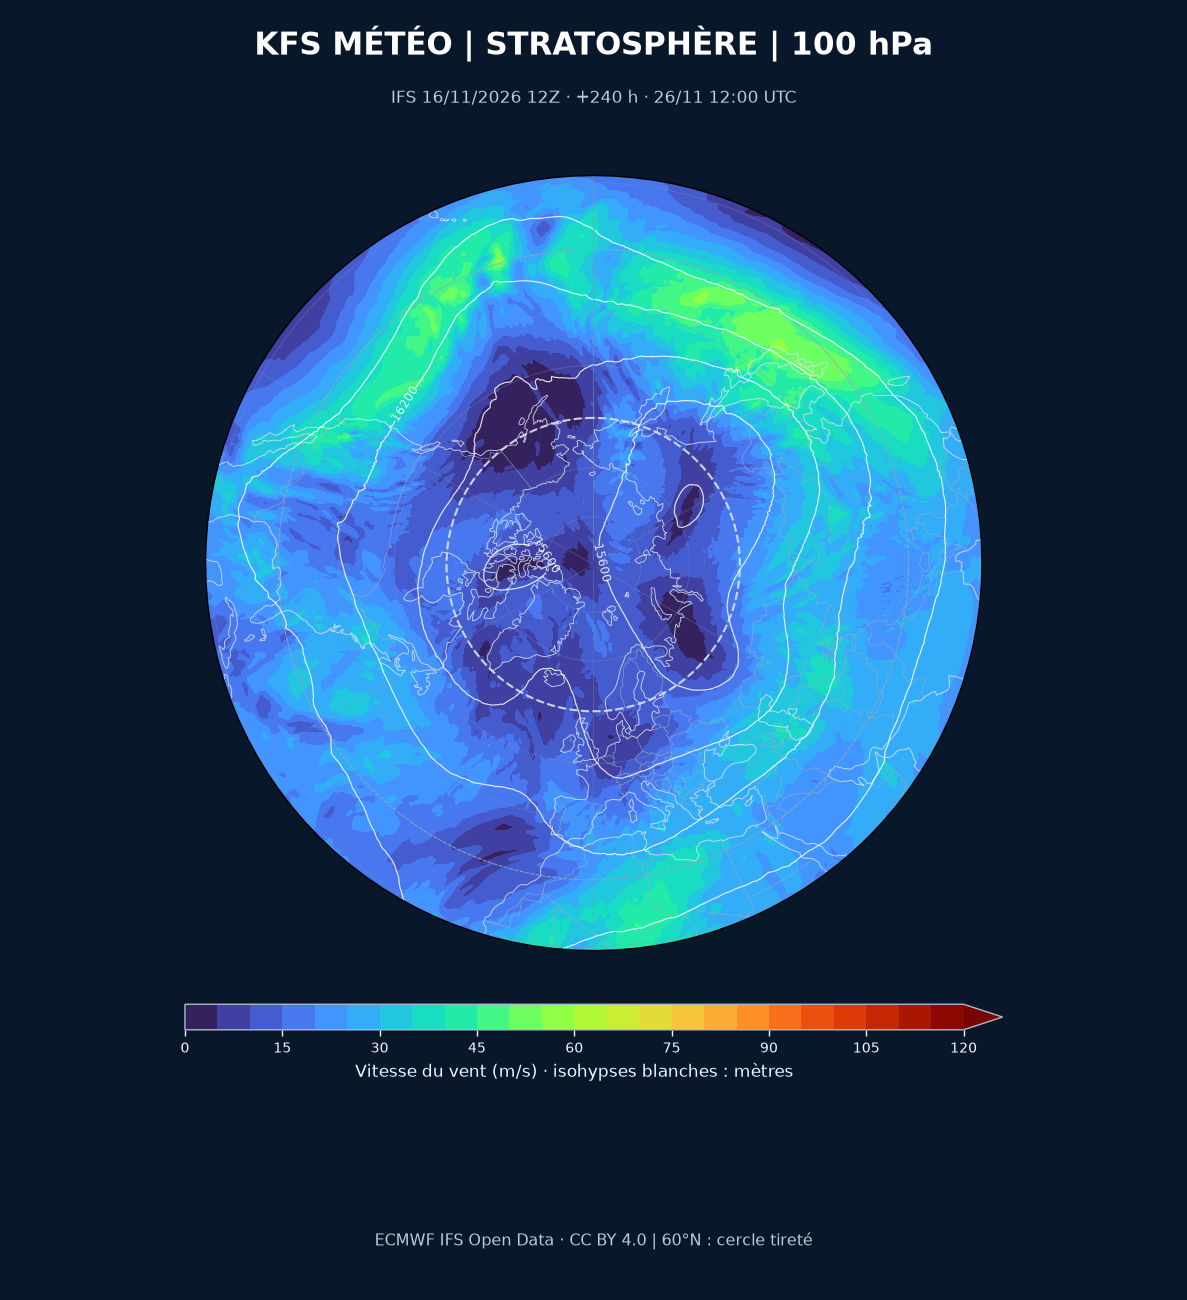 KFS MÉTÉO | STRATOSPHÈRE | 100 hPa
IFS 16/11/2026 12Z · +240 h · 26/11 12:00 UTC
16200
15600
0 15 30 45 60 75 90 105 120
Vitesse du vent (m/s) · isohypses blanches : mètres
ECMWF IFS Open Data · CC BY 4.0 | 60°N : cercle tireté